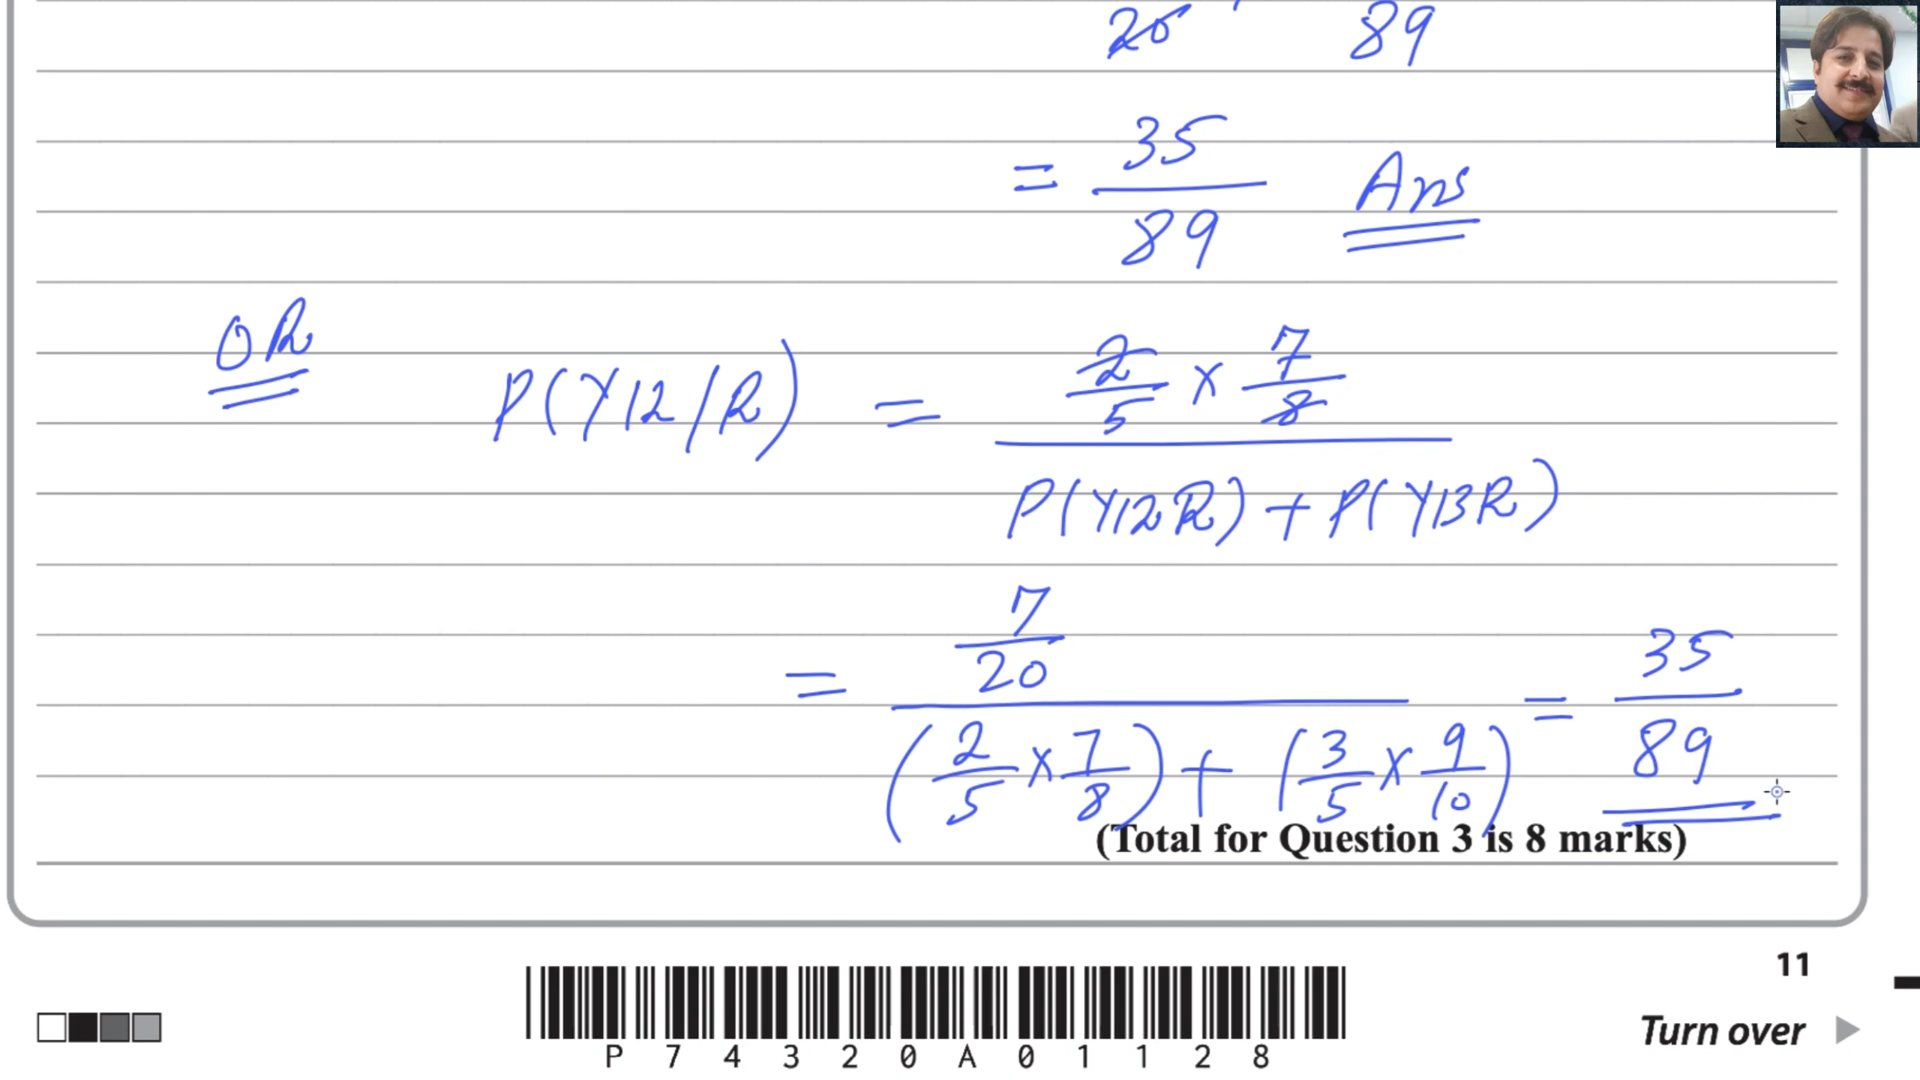 20 89
= 35/89 Ans
OR P(Y12/R) = 2/5 × 7/8
P(Y12R) + P(Y13R)
= 7/20
(2/5 × 7/8) + (3/5 × 9/10) = 35/89
(Total for Question 3 is 8 marks)
11
P 7 4 3 2 0 A 0 1 1 2 8
Turn over